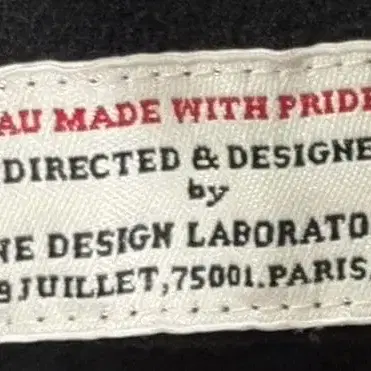 AU MADE WITH PRIDE
DIRECTED & DESIGNE
by
NE DESIGN LABORATO
9 JUILLET,75001.PARIS,